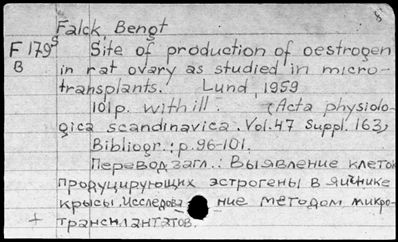 Falck, Bengt
F 179⁵ Site of production of oestrogen
B in rat ovary as studied in micro-
transplants. Lund, 1959
101p. with ill. (Acta physiolo-
gica scandinavica. Vol.47 Suppl. 163)
Bibliogr.: p.96-101.
Перевод загл.: Выявление клеток
продуцирующих эстрогены в яичнике
крысы. Исследова- ние методом микро-
+ трансплантатов.